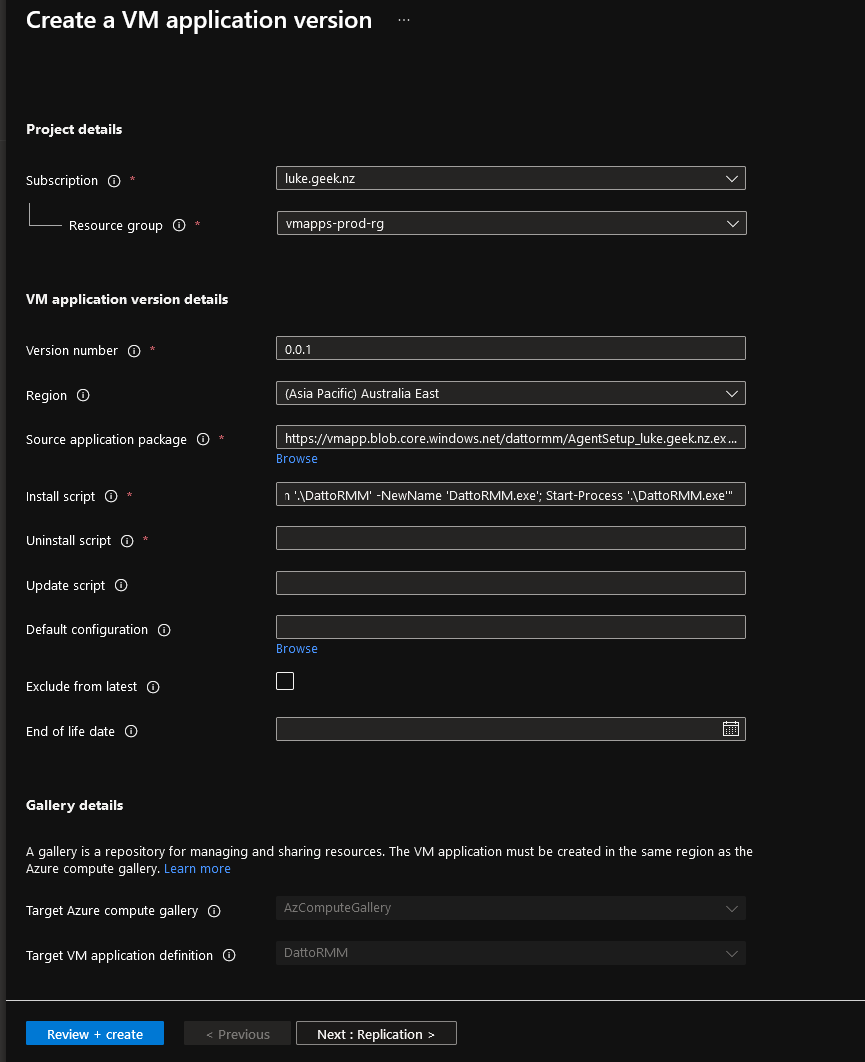 Create a VM application version ...
Project details
Subscription *
luke.geek.nz
Resource group *
vmapps-prod-rg
VM application version details
Version number *
0.0.1
Region
(Asia Pacific) Australia East
Source application package *
https://vmapp.blob.core.windows.net/dattormm/AgentSetup_luke.geek.nz.ex...
Browse
Install script *
n '.\DattoRMM' -NewName 'DattoRMM.exe'; Start-Process '.\DattoRMM.exe'"
Uninstall script *
Update script
Default configuration
Browse
Exclude from latest
End of life date
Gallery details
A gallery is a repository for managing and sharing resources. The VM application must be created in the same region as the
Azure compute gallery. Learn more
Target Azure compute gallery
AzComputeGallery
Target VM application definition
DattoRMM
Review + create
< Previous
Next : Replication >